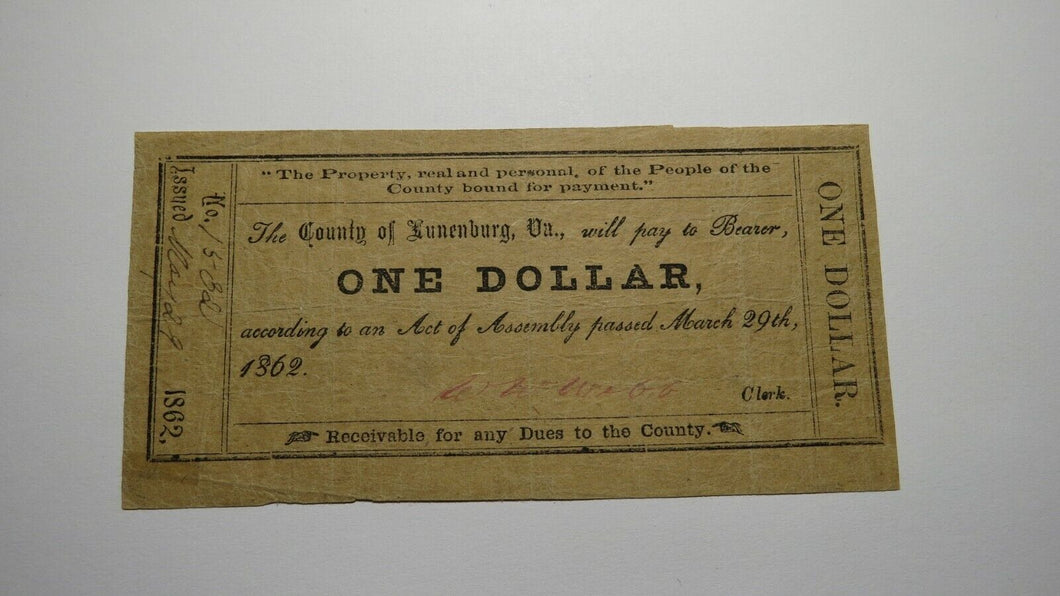 "The Property, real and personal, of the People of the
County bound for payment."
The County of Lunenburg, Va., will pay to Bearer,
ONE DOLLAR,
according to an Act of Assembly passed March 29th,
1862.
Clerk.
Receivable for any Dues to the County.
No.
Issued 1862.
ONE DOLLAR.